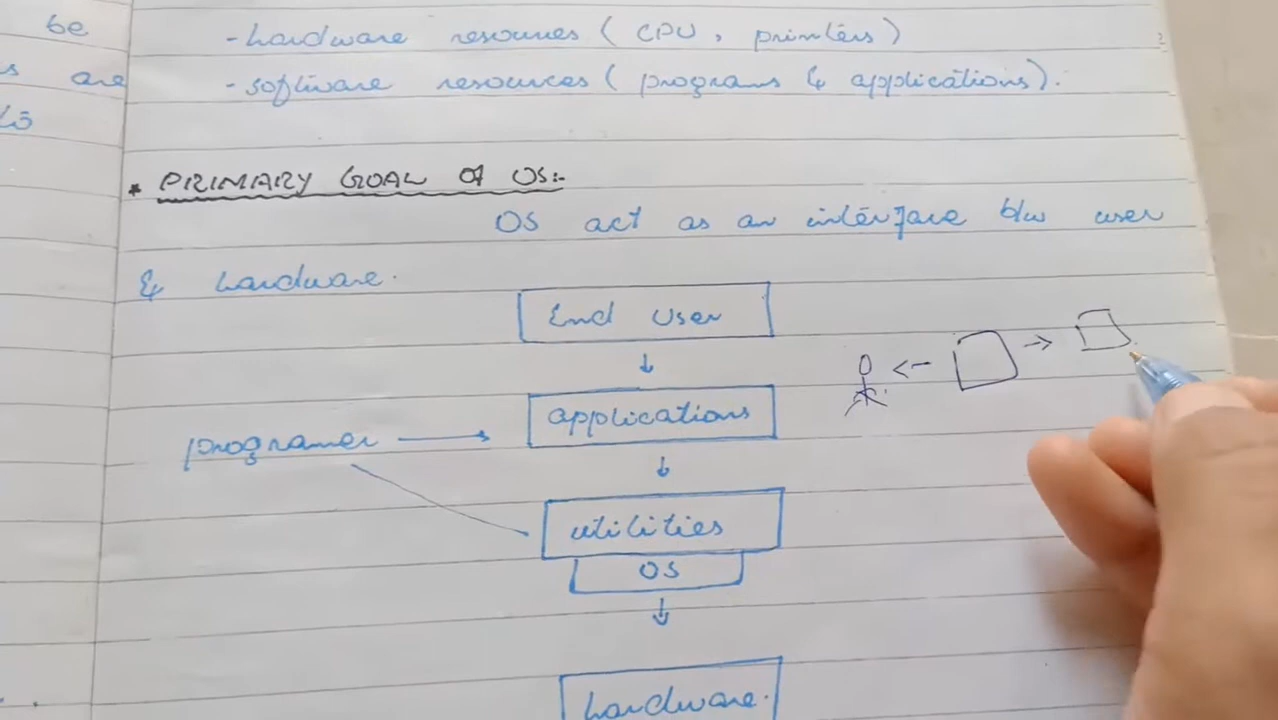 be
- hardware resources ( CPU , printers )
s are
- software resources ( programs & applications ).
* PRIMARY GOAL OF OS:-
OS act as an interface b/w user
& hardware.
End User
applications
programer
utilities
OS
hardware.